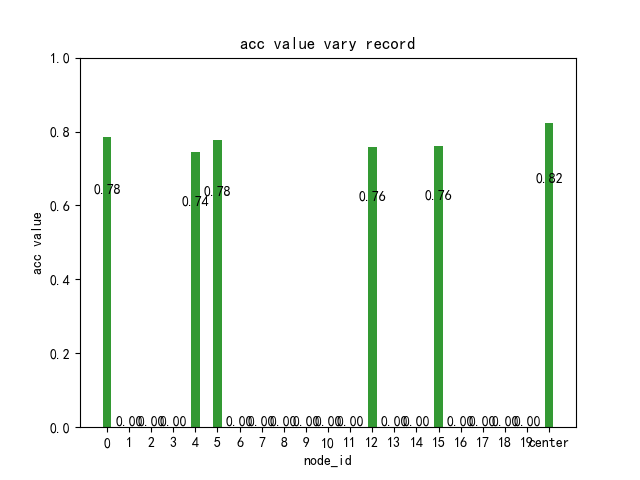 acc value vary record
acc value
1.0
0.8
0.6
0.4
0.2
0.0
0.78 0.00 0.00 0.00 0.74 0.78 0.00 0.00 0.00 0.00 0.00 0.00 0.76 0.00 0.00 0.76 0.00 0.00 0.00 0.00 0.82
0 1 2 3 4 5 6 7 8 9 10 11 12 13 14 15 16 17 18 19 center
node_id